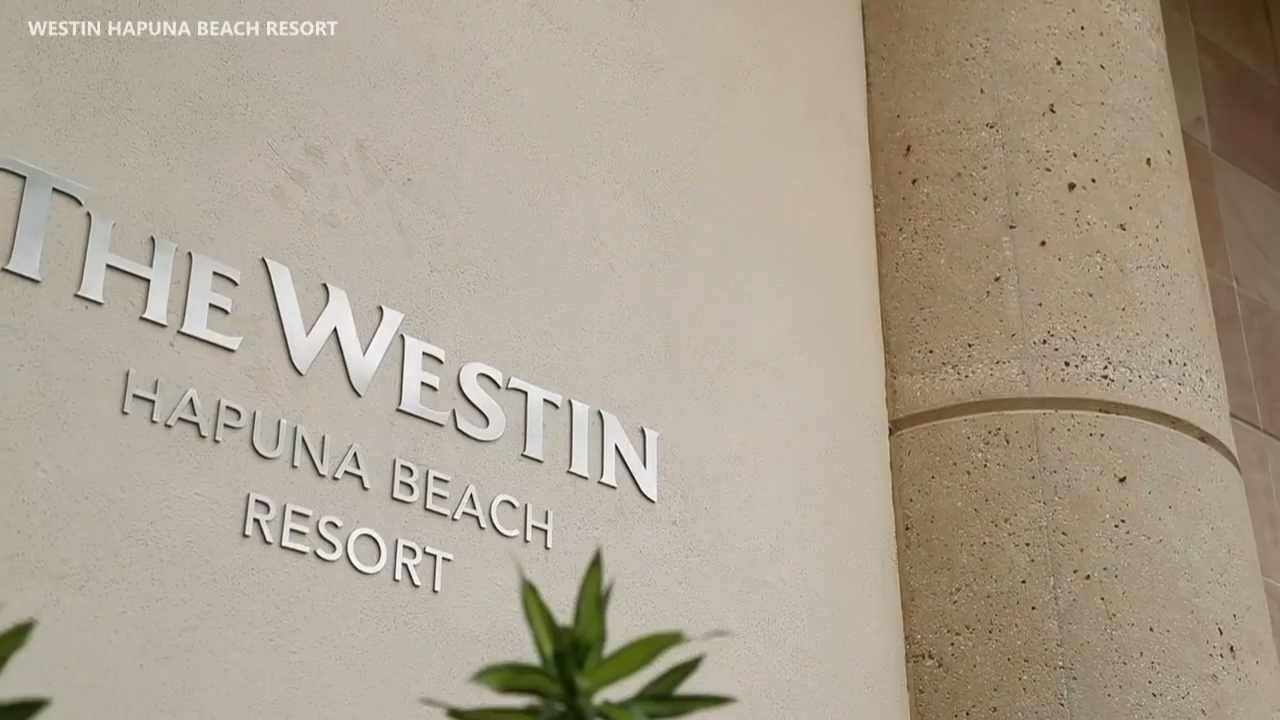 WESTIN HAPUNA BEACH RESORT
THE WESTIN
HAPUNA BEACH
RESORT